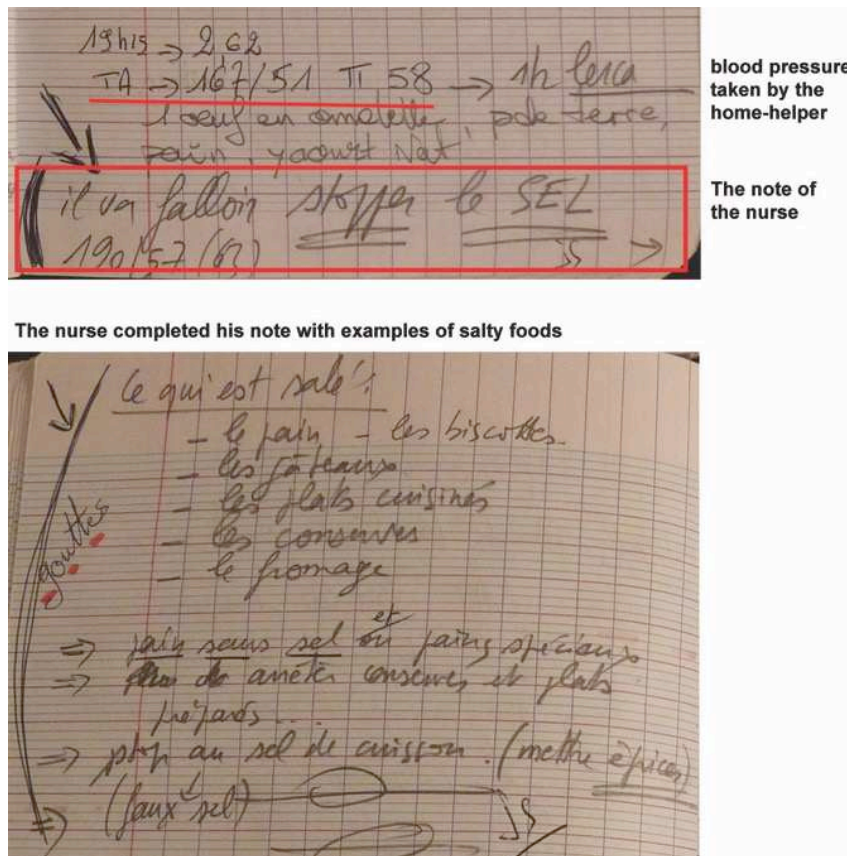 19h15 → 2,62
TA → 167/51 π 58 → 1h Lerca
blood pressure
taken by the
home-helper
1 oeuf en omelette, p de terre,
pain, yaourt Nat
il va falloir stopper le SEL
190/57 (63)
The note of
the nurse
The nurse completed his note with examples of salty foods
Ce qui est salé :
- le pain - les biscottes
- les gâteaux
- les plats cuisinés
- les conserves
- le fromage
gouttes
et
⇒ pain sans sel ou pains spéciaux
⇒ arrêter conserves et plats
préparés ...
⇒ stop au sel de cuisson. (mettre épices)
(faux sel)